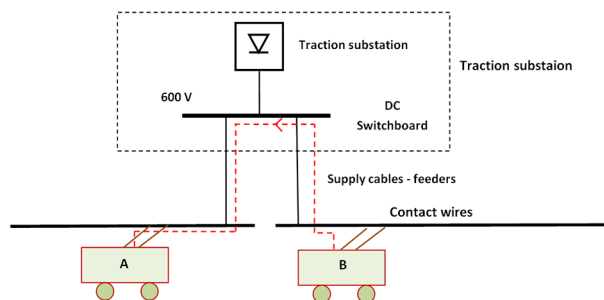 Traction substation
Traction substaion
600 V
DC
Switchboard
Supply cables - feeders
Contact wires
A
B